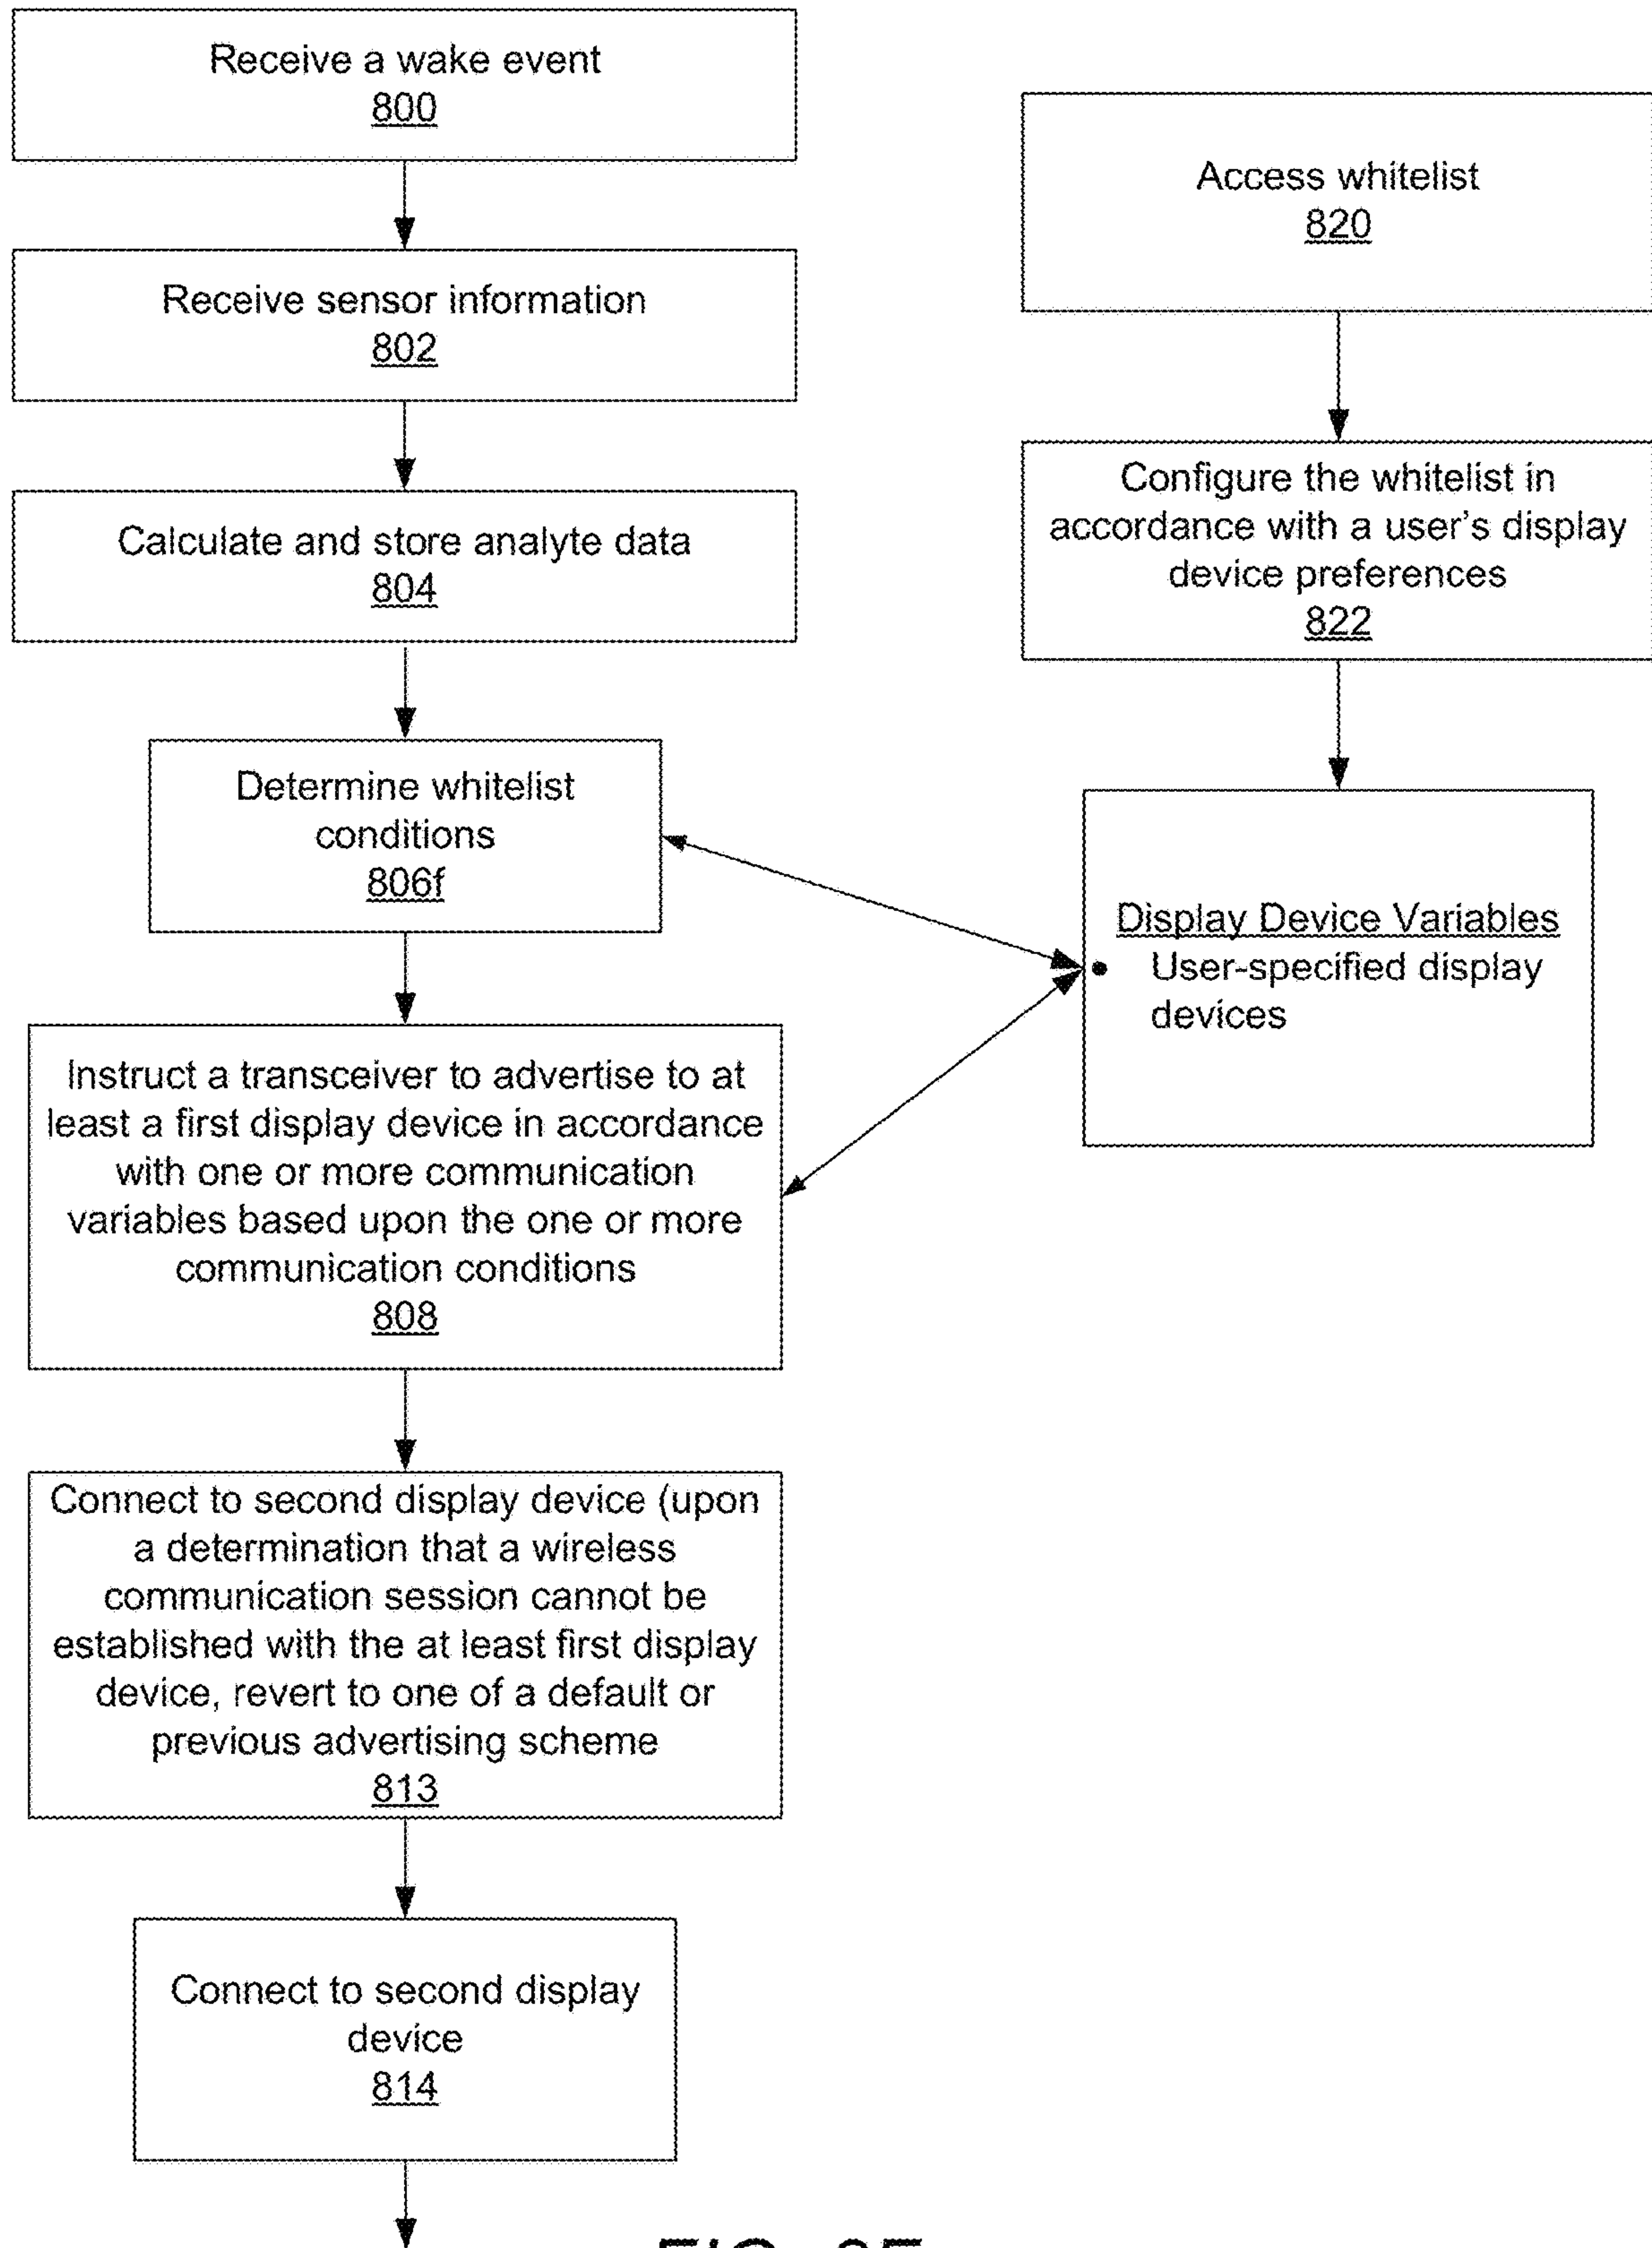 Receive a wake event
800
Receive sensor information
802
Calculate and store analyte data
804
Determine whitelist
conditions
806f
Instruct a transceiver to advertise to at
least a first display device in accordance
with one or more communication
variables based upon the one or more
communication conditions
808
Connect to second display device (upon
a determination that a wireless
communication session cannot be
established with the at least first display
device, revert to one of a default or
previous advertising scheme
813
Connect to second display
device
814
Access whitelist
820
Configure the whitelist in
accordance with a user's display
device preferences
822
Display Device Variables
• User-specified display
devices